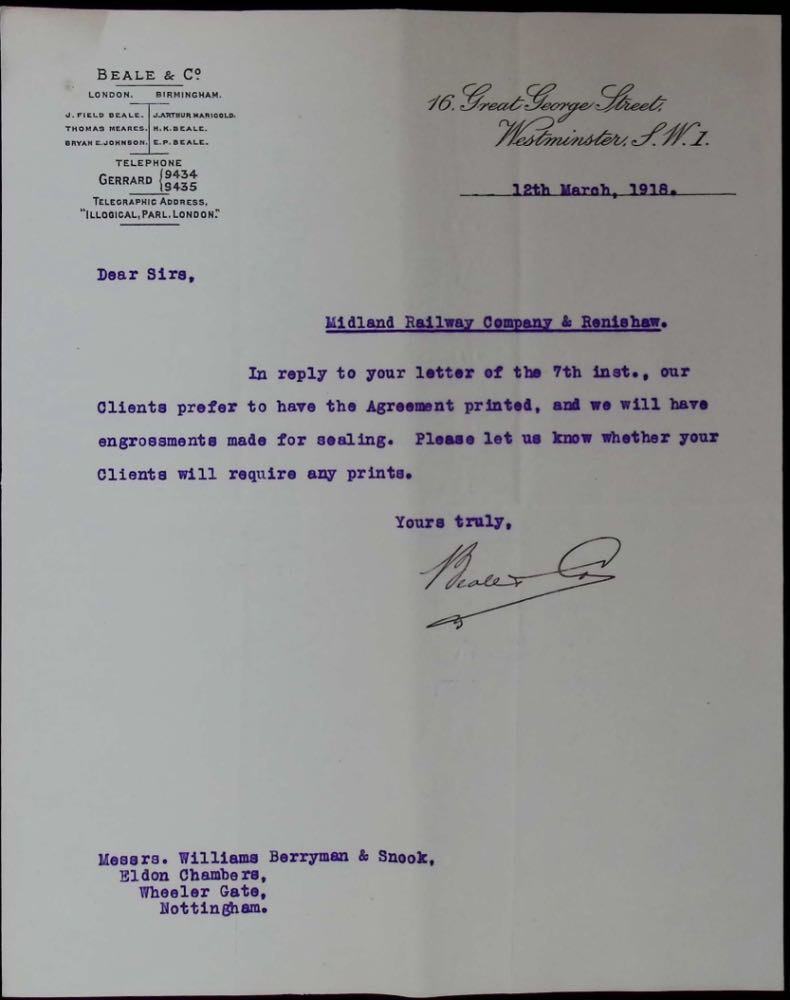 BEALE & Co.
LONDON. BIRMINGHAM.
J. FIELD BEALE. J. ARTHUR MARIGOLD.
THOMAS MEARES. H.K. BEALE.
BRYAN E. JOHNSON. E.P. BEALE.
TELEPHONE
GERRARD { 9434
9435
TELEGRAPHIC ADDRESS,
"ILLOGICAL, PARL. LONDON."
16. Great George Street,
Westminster, S.W.1.
12th March, 1918.
Dear Sirs,
Midland Railway Company & Renishaw.
In reply to your letter of the 7th inst., our
Clients prefer to have the Agreement printed, and we will have
engrossments made for sealing. Please let us know whether your
Clients will require any prints.
Yours truly,
Beale & Co
Messrs. Williams Berryman & Snook,
Eldon Chambers,
Wheeler Gate,
Nottingham.